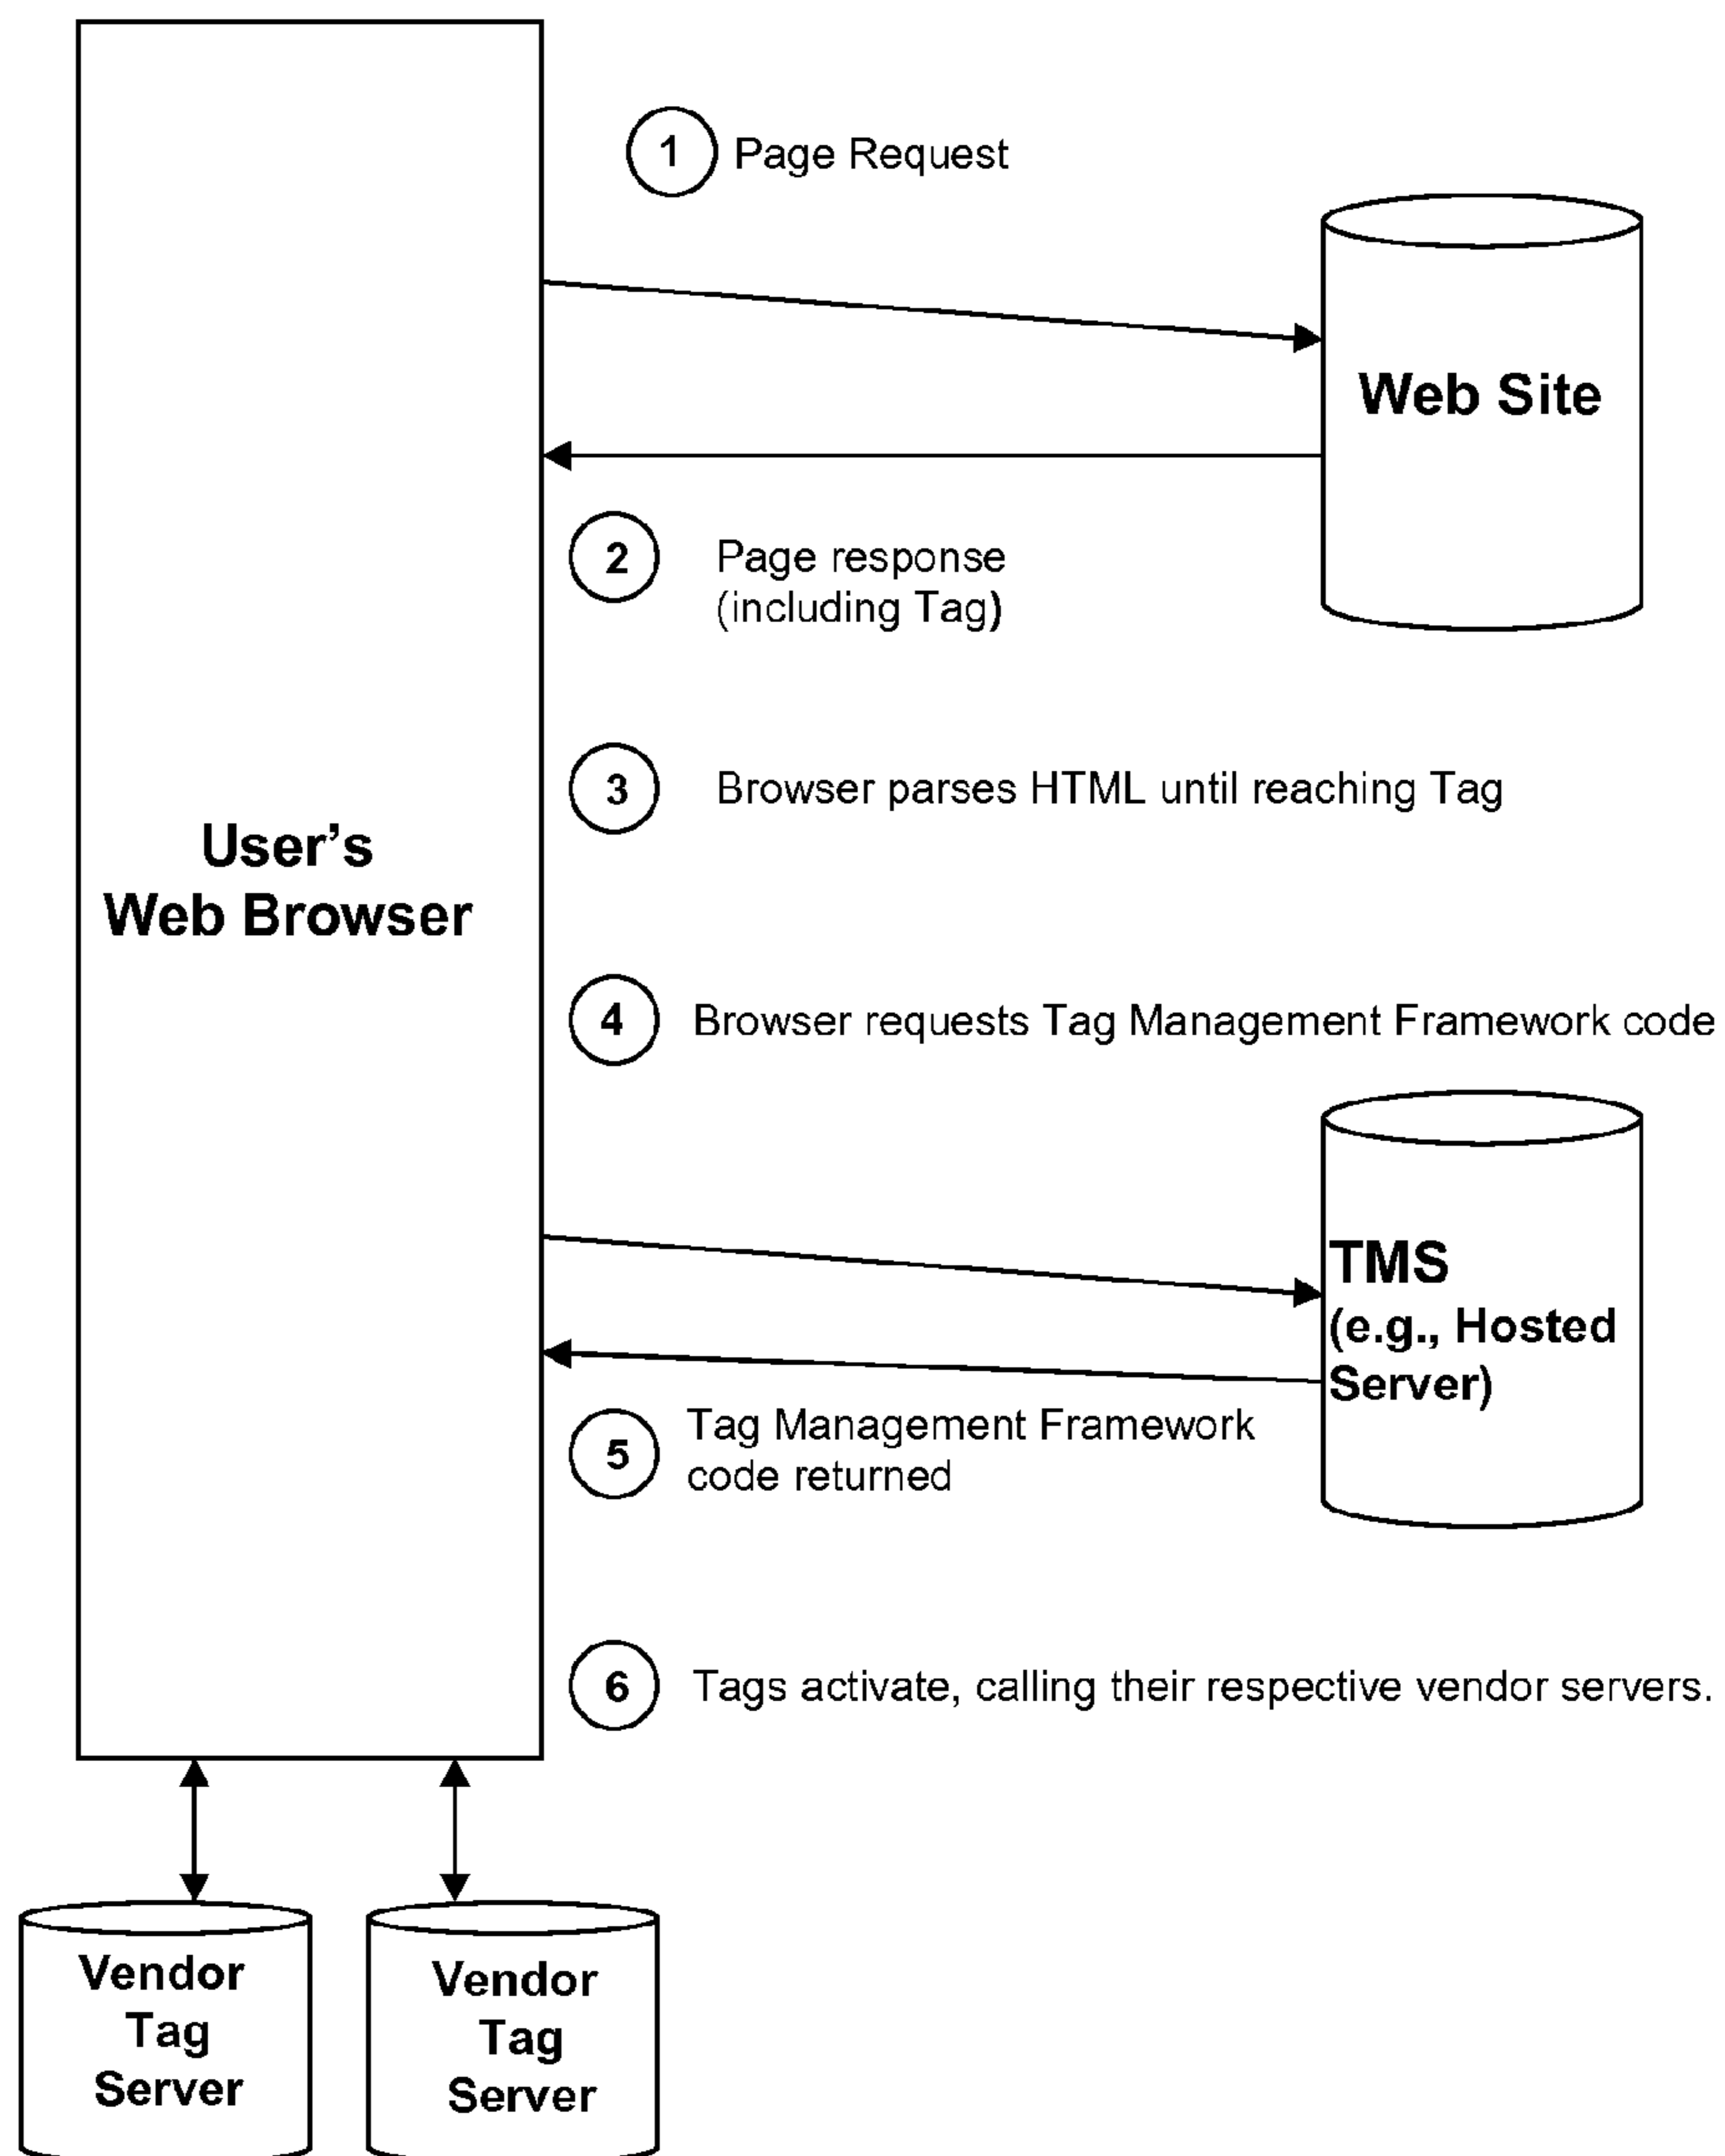 1 Page Request
Web Site
2 Page response
(including Tag)
3 Browser parses HTML until reaching Tag
User's
Web Browser
4 Browser requests Tag Management Framework code
TMS
(e.g., Hosted
Server)
5 Tag Management Framework
code returned
6 Tags activate, calling their respective vendor servers.
Vendor
Tag
Server
Vendor
Tag
Server